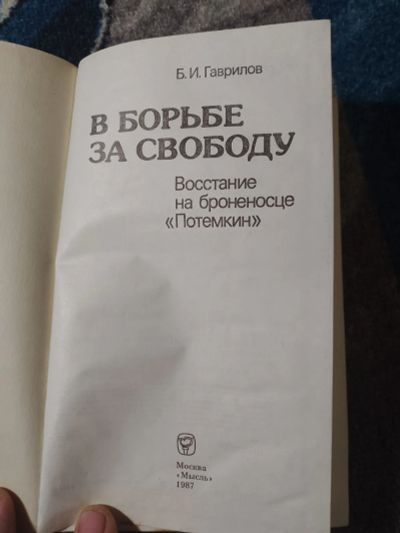 Б. И. Гаврилов
В БОРЬБЕ
ЗА СВОБОДУ
Восстание
на броненосце
«Потемкин»
Москва
«Мысль»
1987